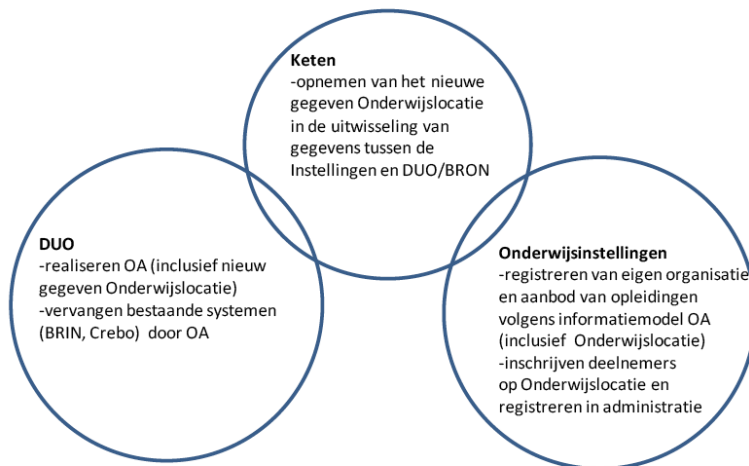 Keten
-opnemen van het nieuwe
gegeven Onderwijslocatie
in de uitwisseling van
gegevens tussen de
Instellingen en DUO/BRON
DUO
-realiseren OA (inclusief nieuw
gegeven Onderwijslocatie)
-vervangen bestaande systemen
(BRIN, Crebo) door OA
Onderwijsinstellingen
-registreren van eigen organisatie
en aanbod van opleidingen
volgens informatiemodel OA
(inclusief Onderwijslocatie)
-inschrijven deelnemers
op Onderwijslocatie en
registreren in administratie